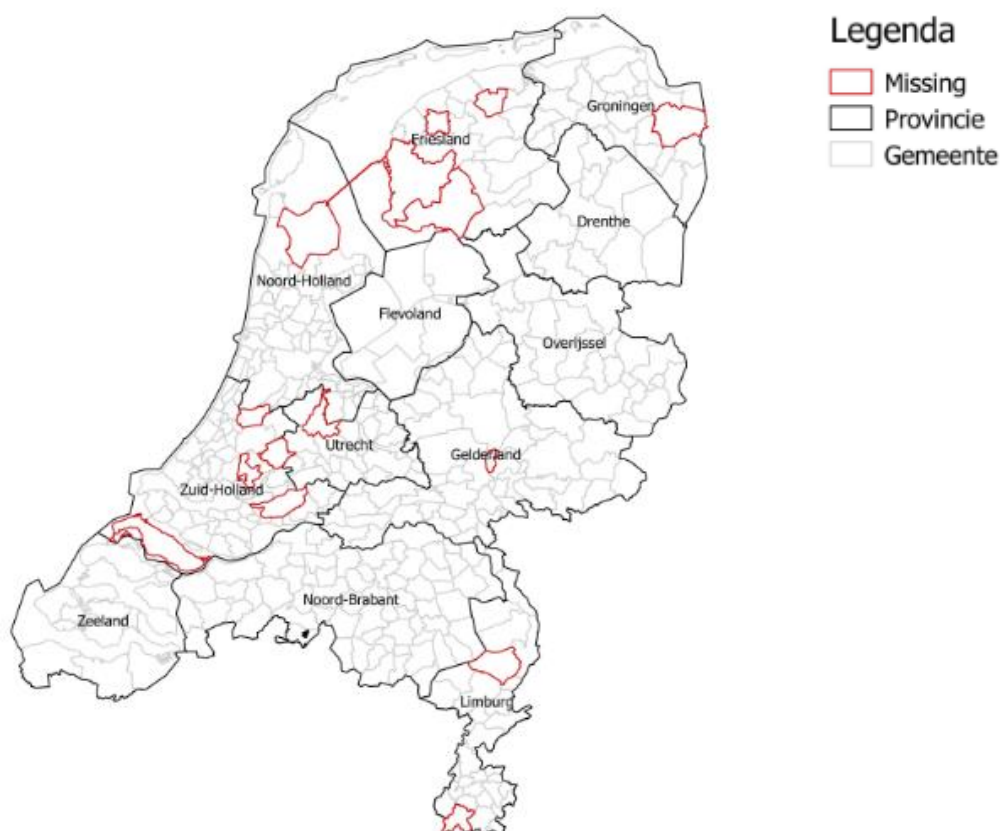 Legenda
Missing
Provincie
Gemeente
Groningen
Friesland
Drenthe
Noord-Holland
Flevoland
Overijssel
Utrecht
Gelderland
Zuid-Holland
Noord-Brabant
Zeeland
Limburg